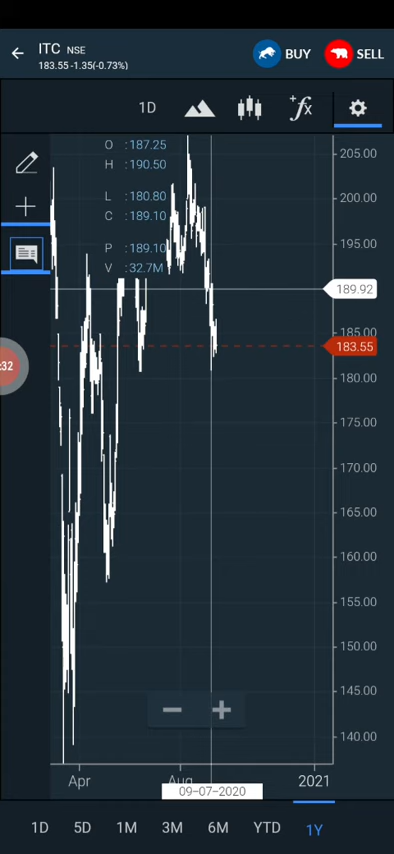 ITC NSE
183.55 -1.35(-0.73%)
BUY
SELL
1D
+fx
O :187.25
H :190.50
L :180.80
C :189.10
P :189.10
V :32.7M
205.00
200.00
195.00
189.92
185.00
183.55
180.00
175.00
170.00
165.00
160.00
155.00
150.00
145.00
140.00
:32
Apr
Aug
2021
09-07-2020
1D 5D 1M 3M 6M YTD 1Y